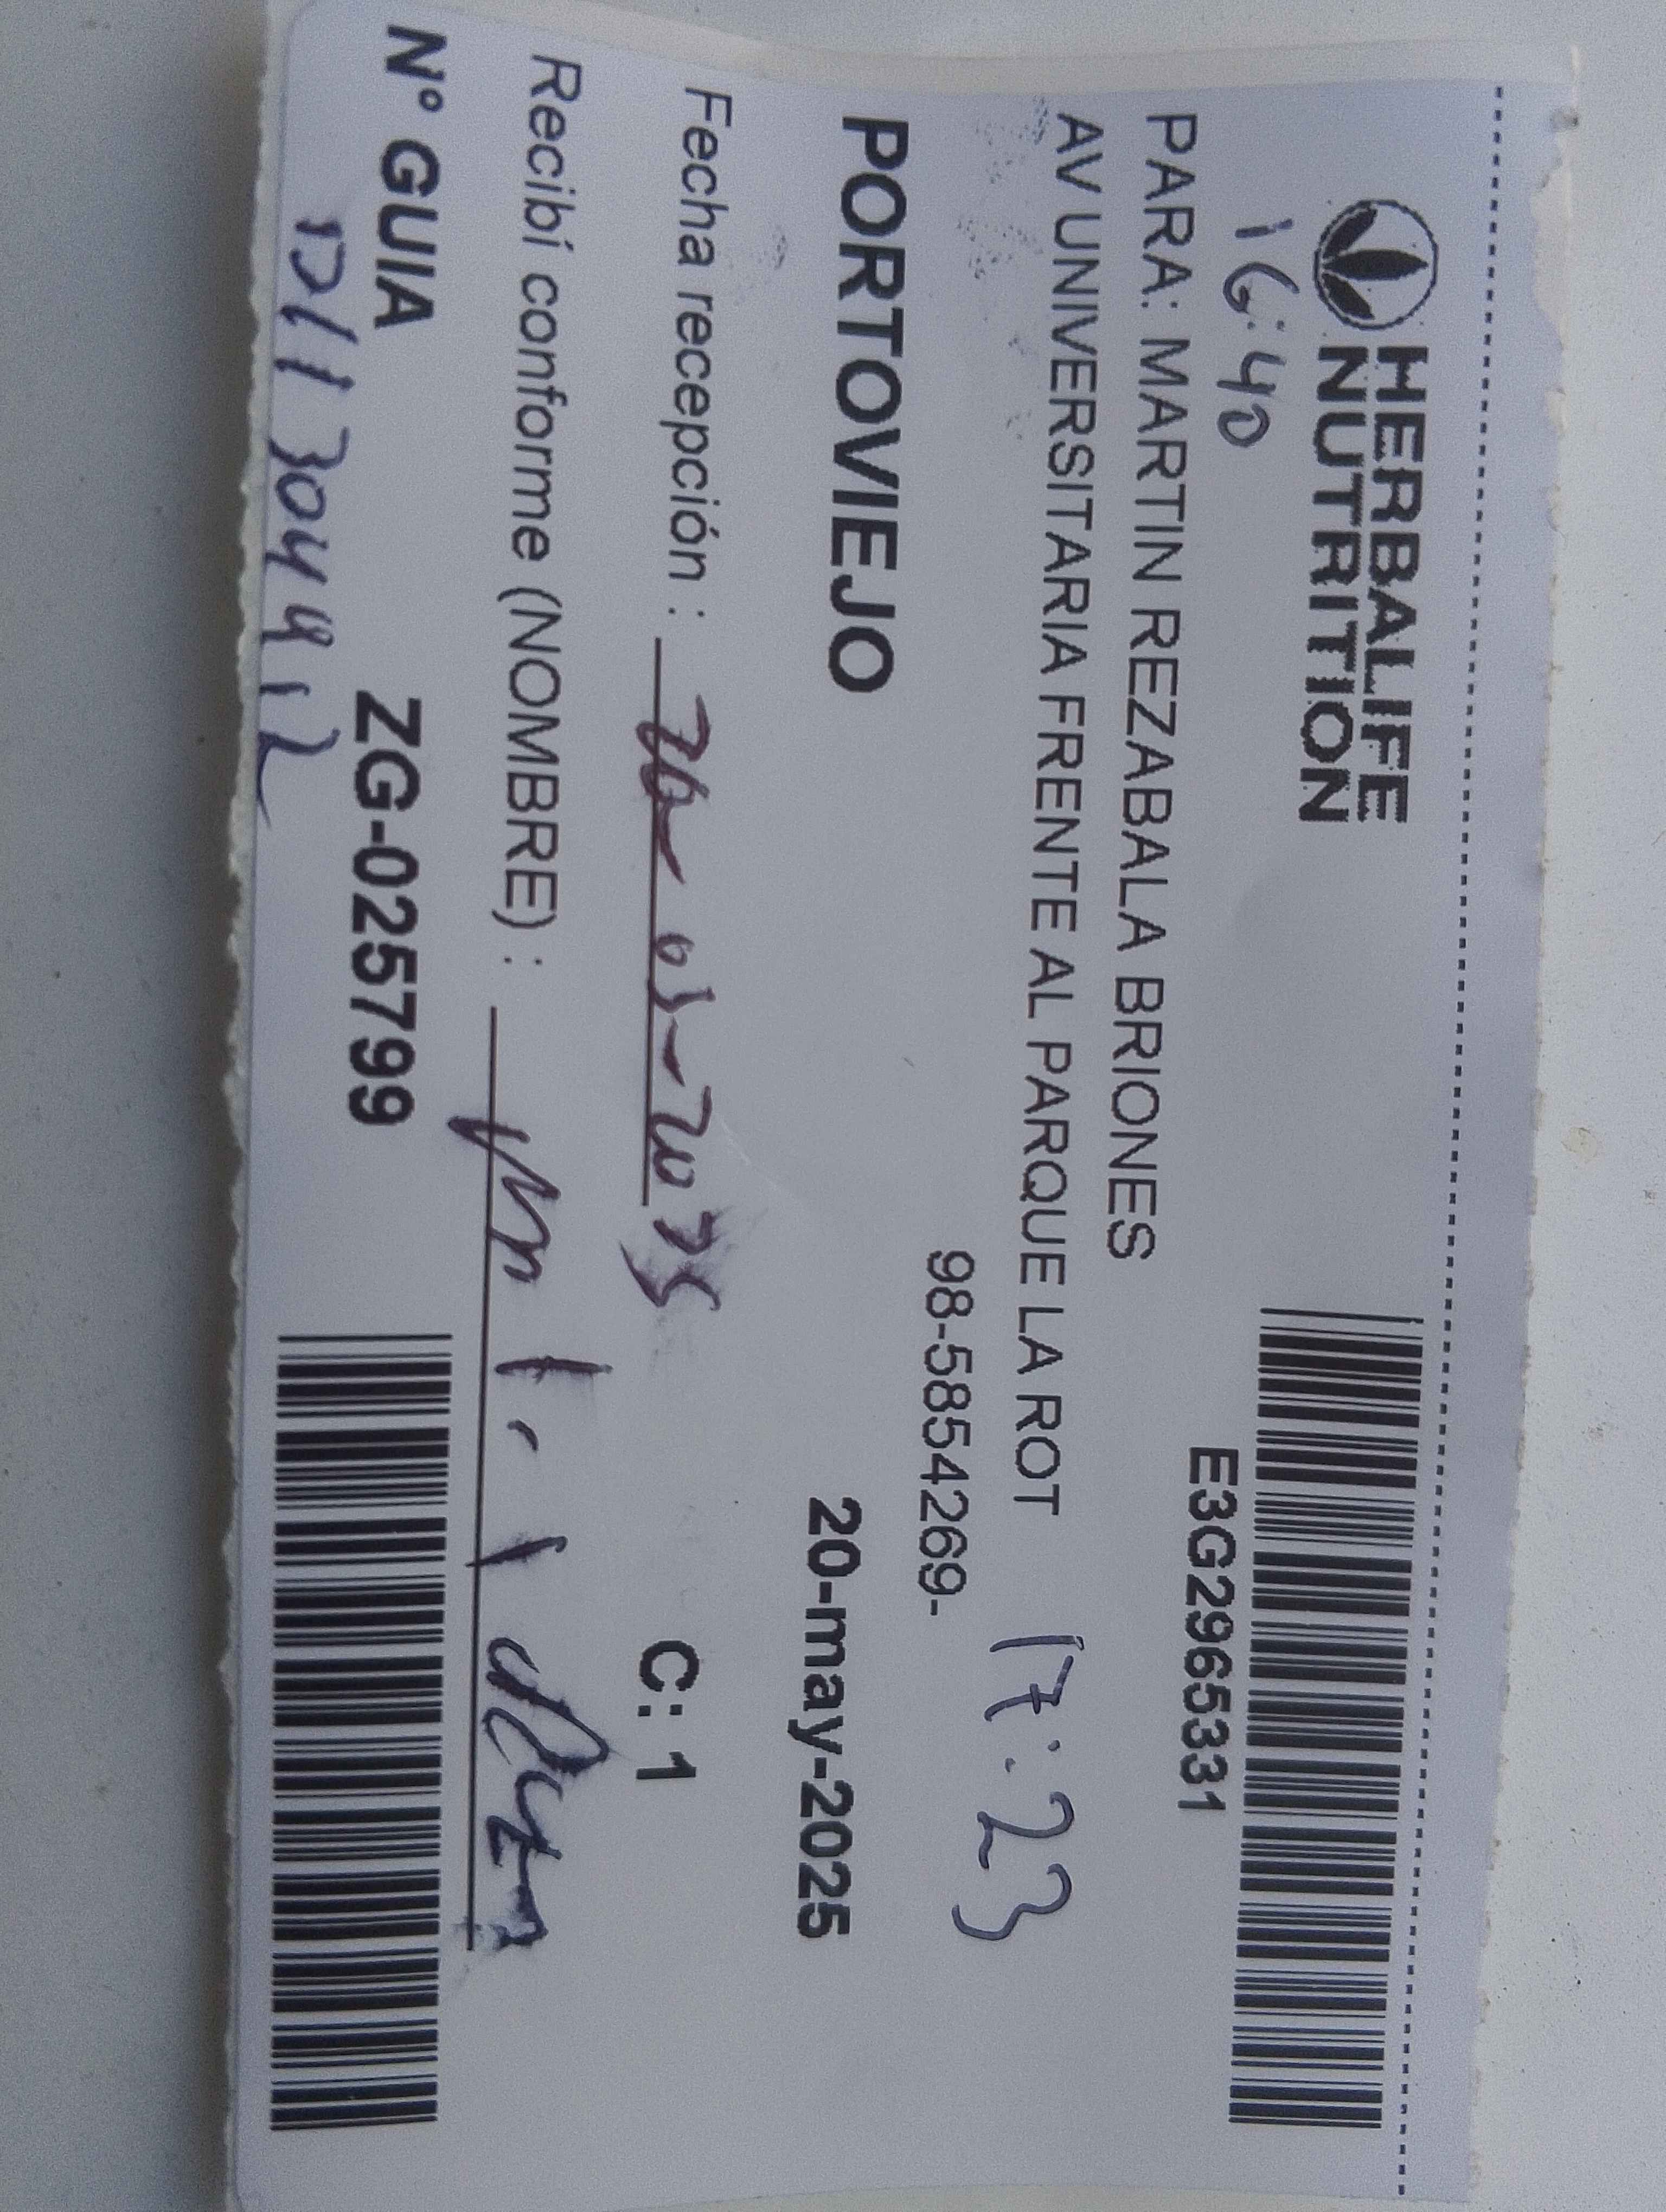 HERBALIFE
NUTRITION
16:40
E3G2965331
PARA: MARTIN REZABALA BRIONES
AV UNIVERSITARIA FRENTE AL PARQUE LA ROT
17:23
98-5854269-
PORTOVIEJO
20-may-2025
Fecha recepción :
C: 1
Recibí conforme (NOMBRE) :
N° GUIA
ZG-025799